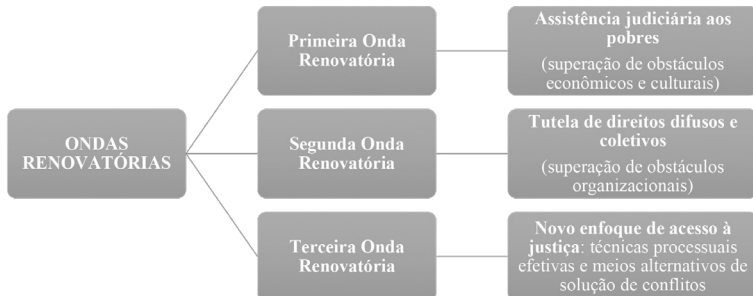 ONDAS
RENOVATÓRIAS
Primeira Onda
Renovatória
Assistência judiciária aos
pobres
(superação de obstáculos
econômicos e culturais)
Segunda Onda
Renovatória
Tutela de direitos difusos e
coletivos
(superação de obstáculos
organizacionais)
Terceira Onda
Renovatória
Novo enfoque de acesso à
justiça: técnicas processuais
efetivas e meios alternativos de
solução de conflitos